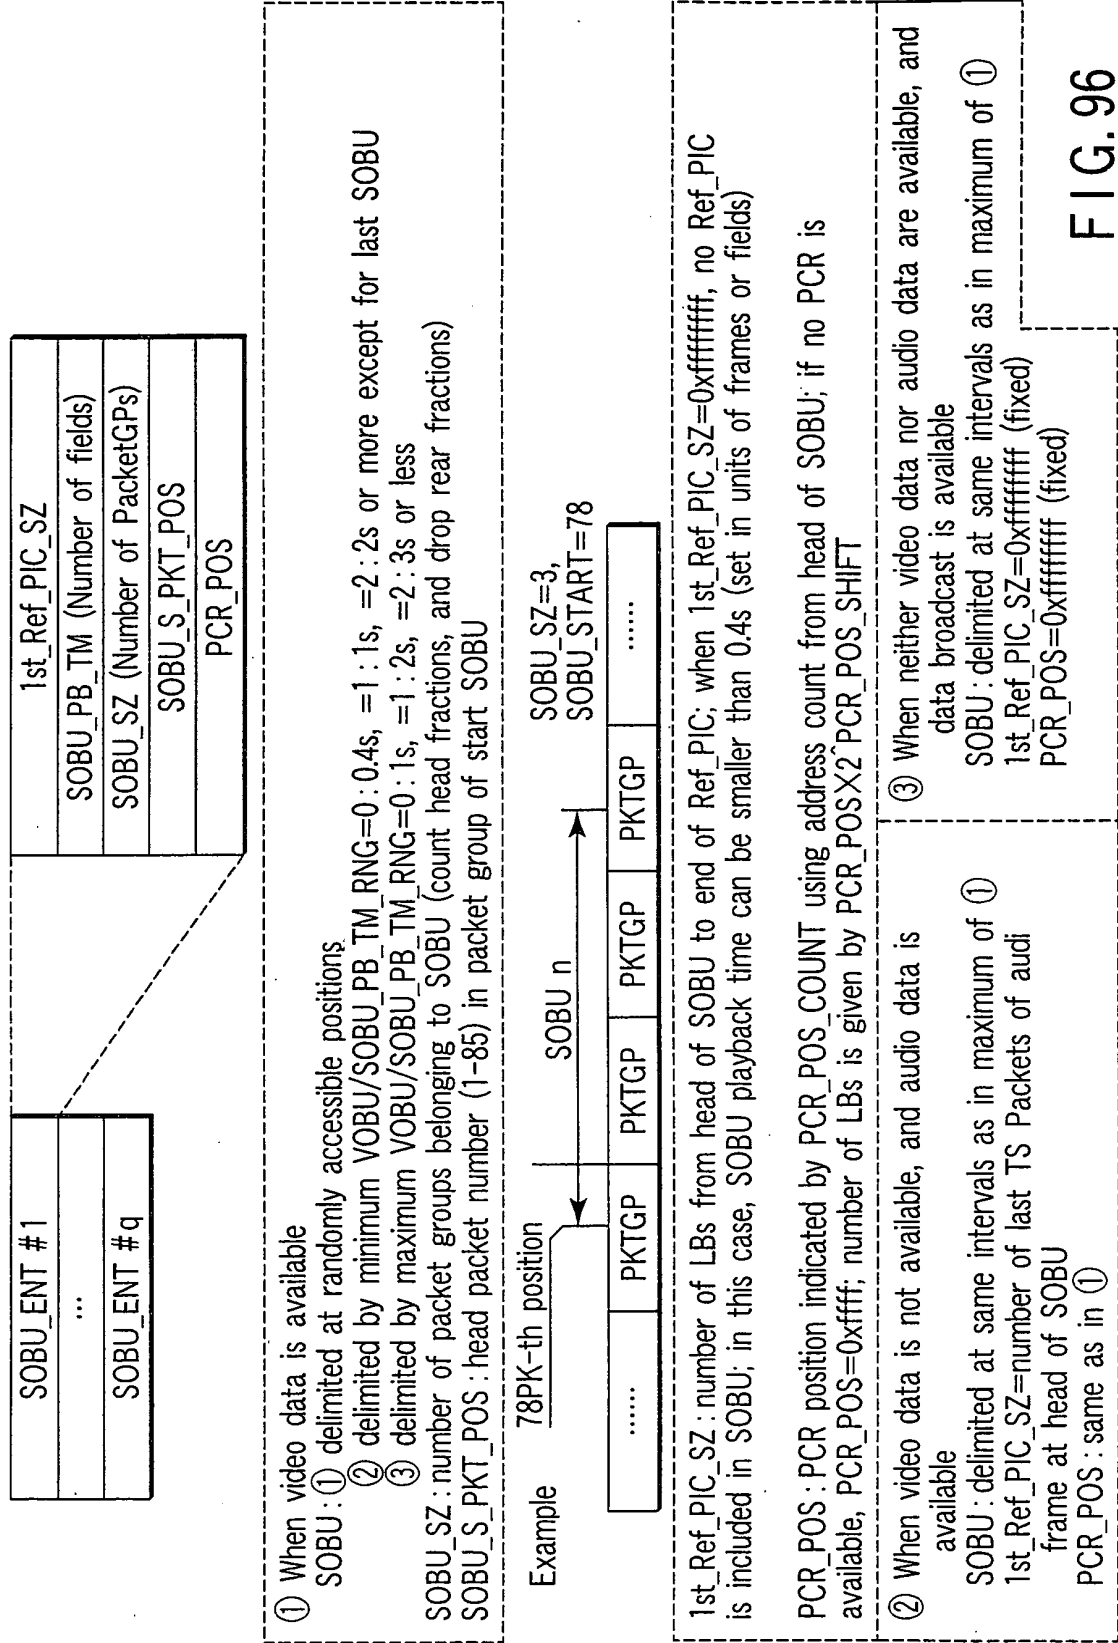 SOBU_ENT #1
...
SOBU_ENT #q
1st_Ref_PIC_SZ
SOBU_PB_TM (Number of fields)
SOBU_SZ (Number of PacketGPs)
SOBU_S_PKT_POS
PCR_POS
① When video data is available
SOBU : ① delimited at randomly accessible positions
② delimited by minimum VOBU/SOBU_PB_TM_RNG=0 : 0.4s, =1 : 1s, =2 : 2s or more except for last SOBU
③ delimited by maximum VOBU/SOBU_PB_TM_RNG=0 : 1s, =1 : 2s, =2 : 3s or less
SOBU_SZ : number of packet groups belonging to SOBU (count head fractions, and drop rear fractions)
SOBU_S_PKT_POS : head packet number (1-85) in packet group of start SOBU
Example
78PK-th position
SOBU n
SOBU_SZ=3,
SOBU_START=78
...... PKTGP PKTGP PKTGP PKTGP ......
1st_Ref_PIC_SZ : number of LBs from head of SOBU to end of Ref_PIC; when 1st_Ref_PIC_SZ=0xffffffff, no Ref_PIC
is included in SOBU; in this case, SOBU playback time can be smaller than 0.4s (set in units of frames or fields)
PCR_POS : PCR position indicated by PCR_POS_COUNT using address count from head of SOBU; if no PCR is
available, PCR_POS=0xffff; number of LBs is given by PCR_POSX2^PCR_POS_SHIFT
② When video data is not available, and audio data is
available
SOBU : delimited at same intervals as in maximum of ①
1st_Ref_PIC_SZ=number of last TS Packets of audi
frame at head of SOBU
PCR_POS : same as in ①
③ When neither video data nor audio data are available, and
data broadcast is available
SOBU : delimited at same intervals as in maximum of ①
1st_Ref_PIC_SZ=0xffffffff (fixed)
PCR_POS=0xffffffff (fixed)
FIG. 96